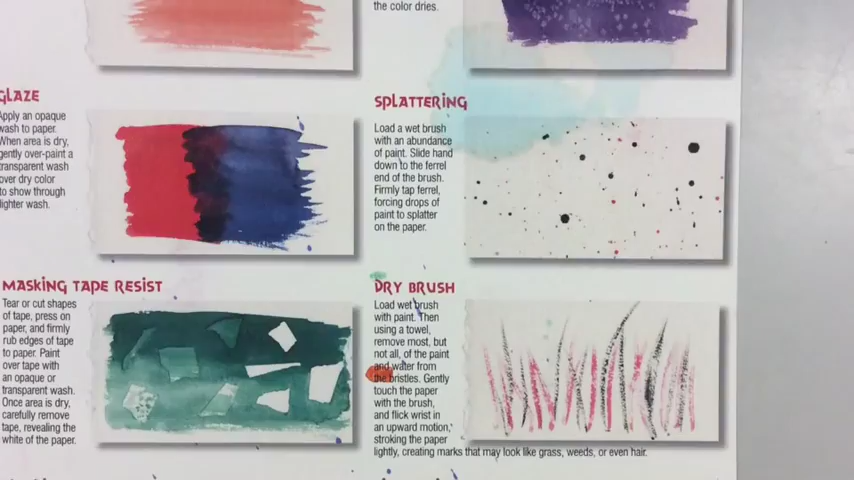 the color dries.
GLAZE
Apply an opaque
wash to paper.
When area is dry,
gently over-paint a
transparent wash
over dry color
to show through
lighter wash.
SPLATTERING
Load a wet brush
with an abundance
of paint. Slide hand
down to the ferrel
end of the brush.
Firmly tap ferrel,
forcing drops of
paint to splatter
on the paper.
MASKING TAPE RESIST
Tear or cut shapes
of tape, press on
paper, and firmly
rub edges of tape
to paper. Paint
over tape with
an opaque or
transparent wash.
Once area is dry,
carefully remove
tape, revealing the
white of the paper.
DRY BRUSH
Load wet brush
with paint. Then
using a towel,
remove most, but
not all, of the paint
and water from
the bristles. Gently
touch the paper
with the brush,
and flick wrist in
an upward motion,
stroking the paper
lightly, creating marks that may look like grass, weeds, or even hair.